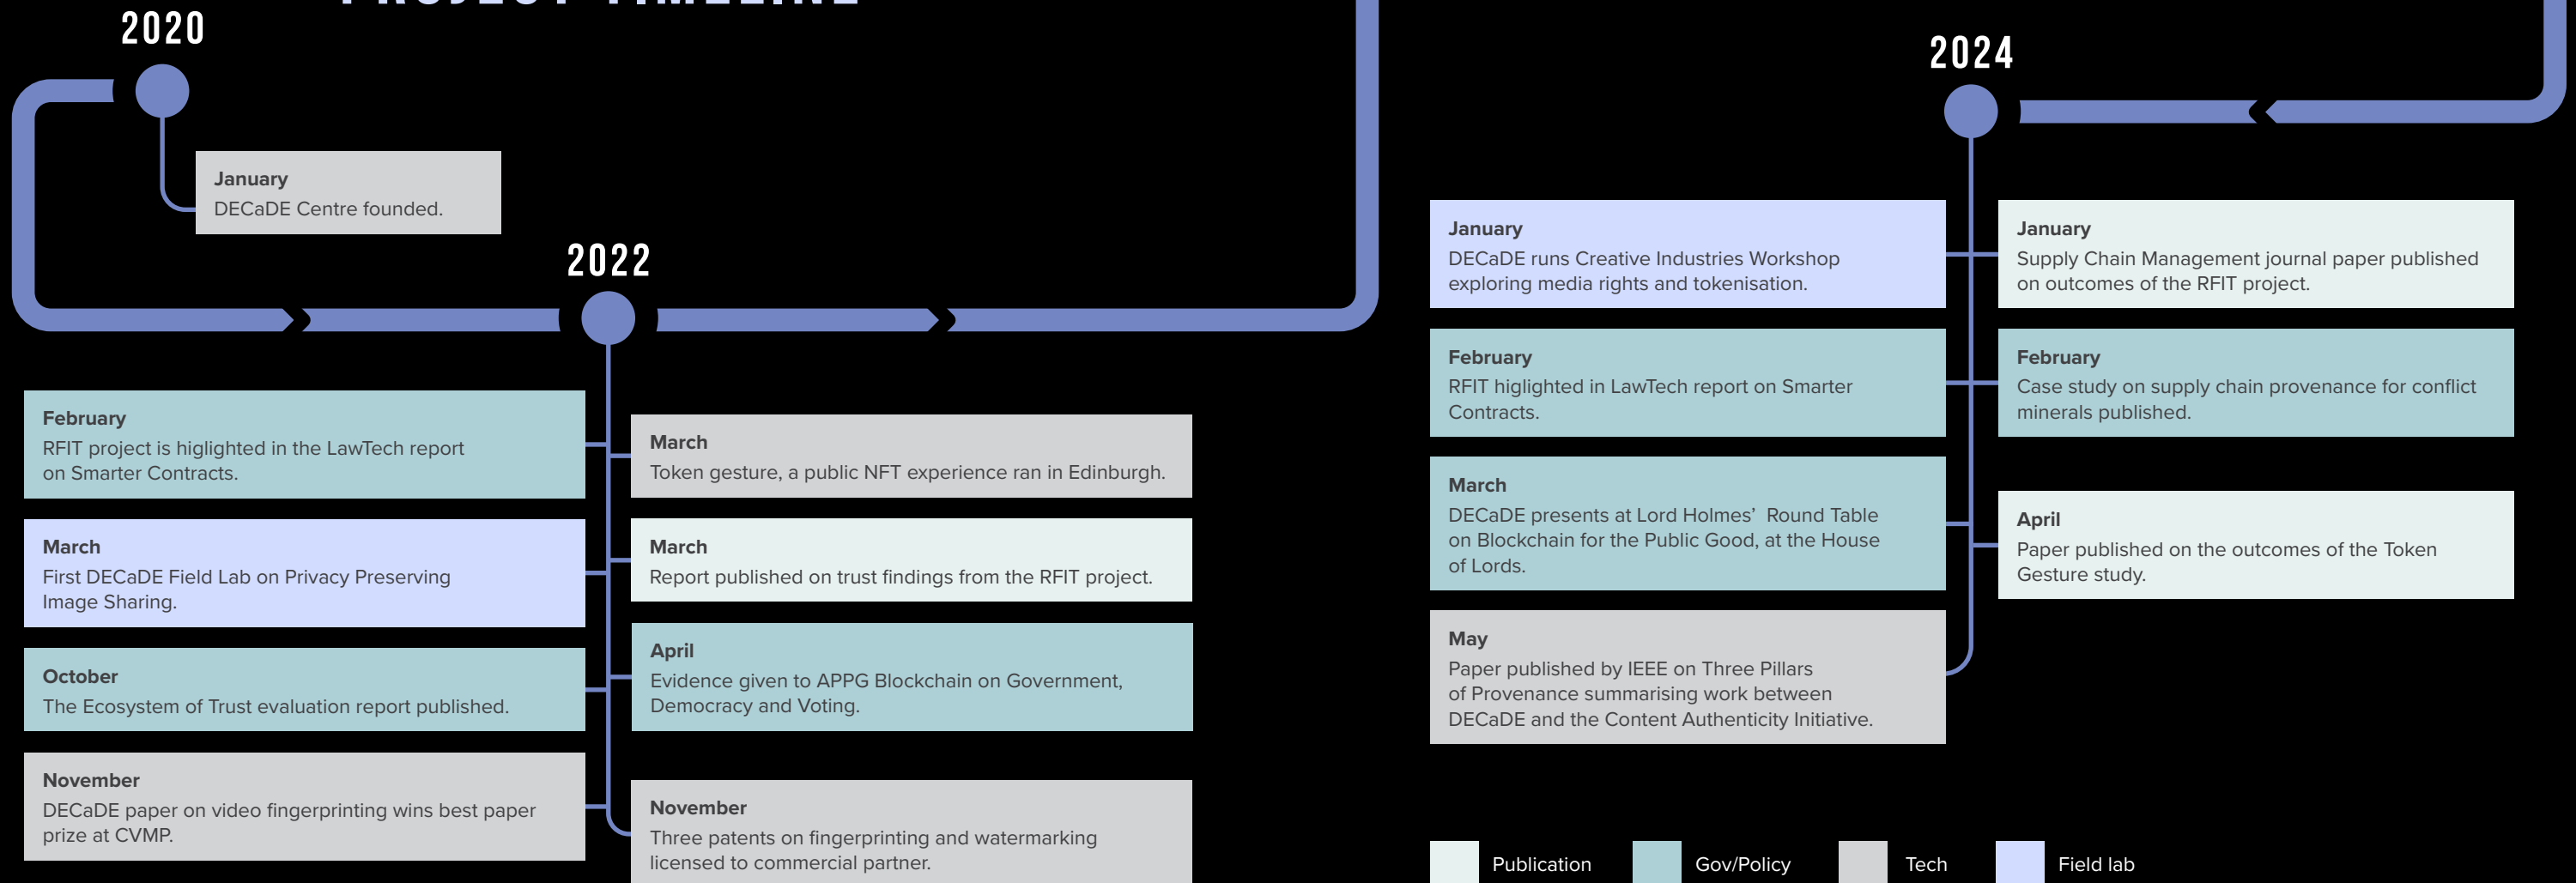 PROJECT TIMELINE
2020
January
DECaDE Centre founded.
2022
February
RFIT project is higlighted in the LawTech report
on Smarter Contracts.
March
First DECaDE Field Lab on Privacy Preserving
Image Sharing.
October
The Ecosystem of Trust evaluation report published.
November
DECaDE paper on video fingerprinting wins best paper
prize at CVMP.
March
Token gesture, a public NFT experience ran in Edinburgh.
March
Report published on trust findings from the RFIT project.
April
Evidence given to APPG Blockchain on Government,
Democracy and Voting.
November
Three patents on fingerprinting and watermarking
licensed to commercial partner.
2024
January
DECaDE runs Creative Industries Workshop
exploring media rights and tokenisation.
February
RFIT higlighted in LawTech report on Smarter
Contracts.
March
DECaDE presents at Lord Holmes’ Round Table
on Blockchain for the Public Good, at the House
of Lords.
May
Paper published by IEEE on Three Pillars
of Provenance summarising work between
DECaDE and the Content Authenticity Initiative.
January
Supply Chain Management journal paper published
on outcomes of the RFIT project.
February
Case study on supply chain provenance for conflict
minerals published.
April
Paper published on the outcomes of the Token
Gesture study.
Publication
Gov/Policy
Tech
Field lab